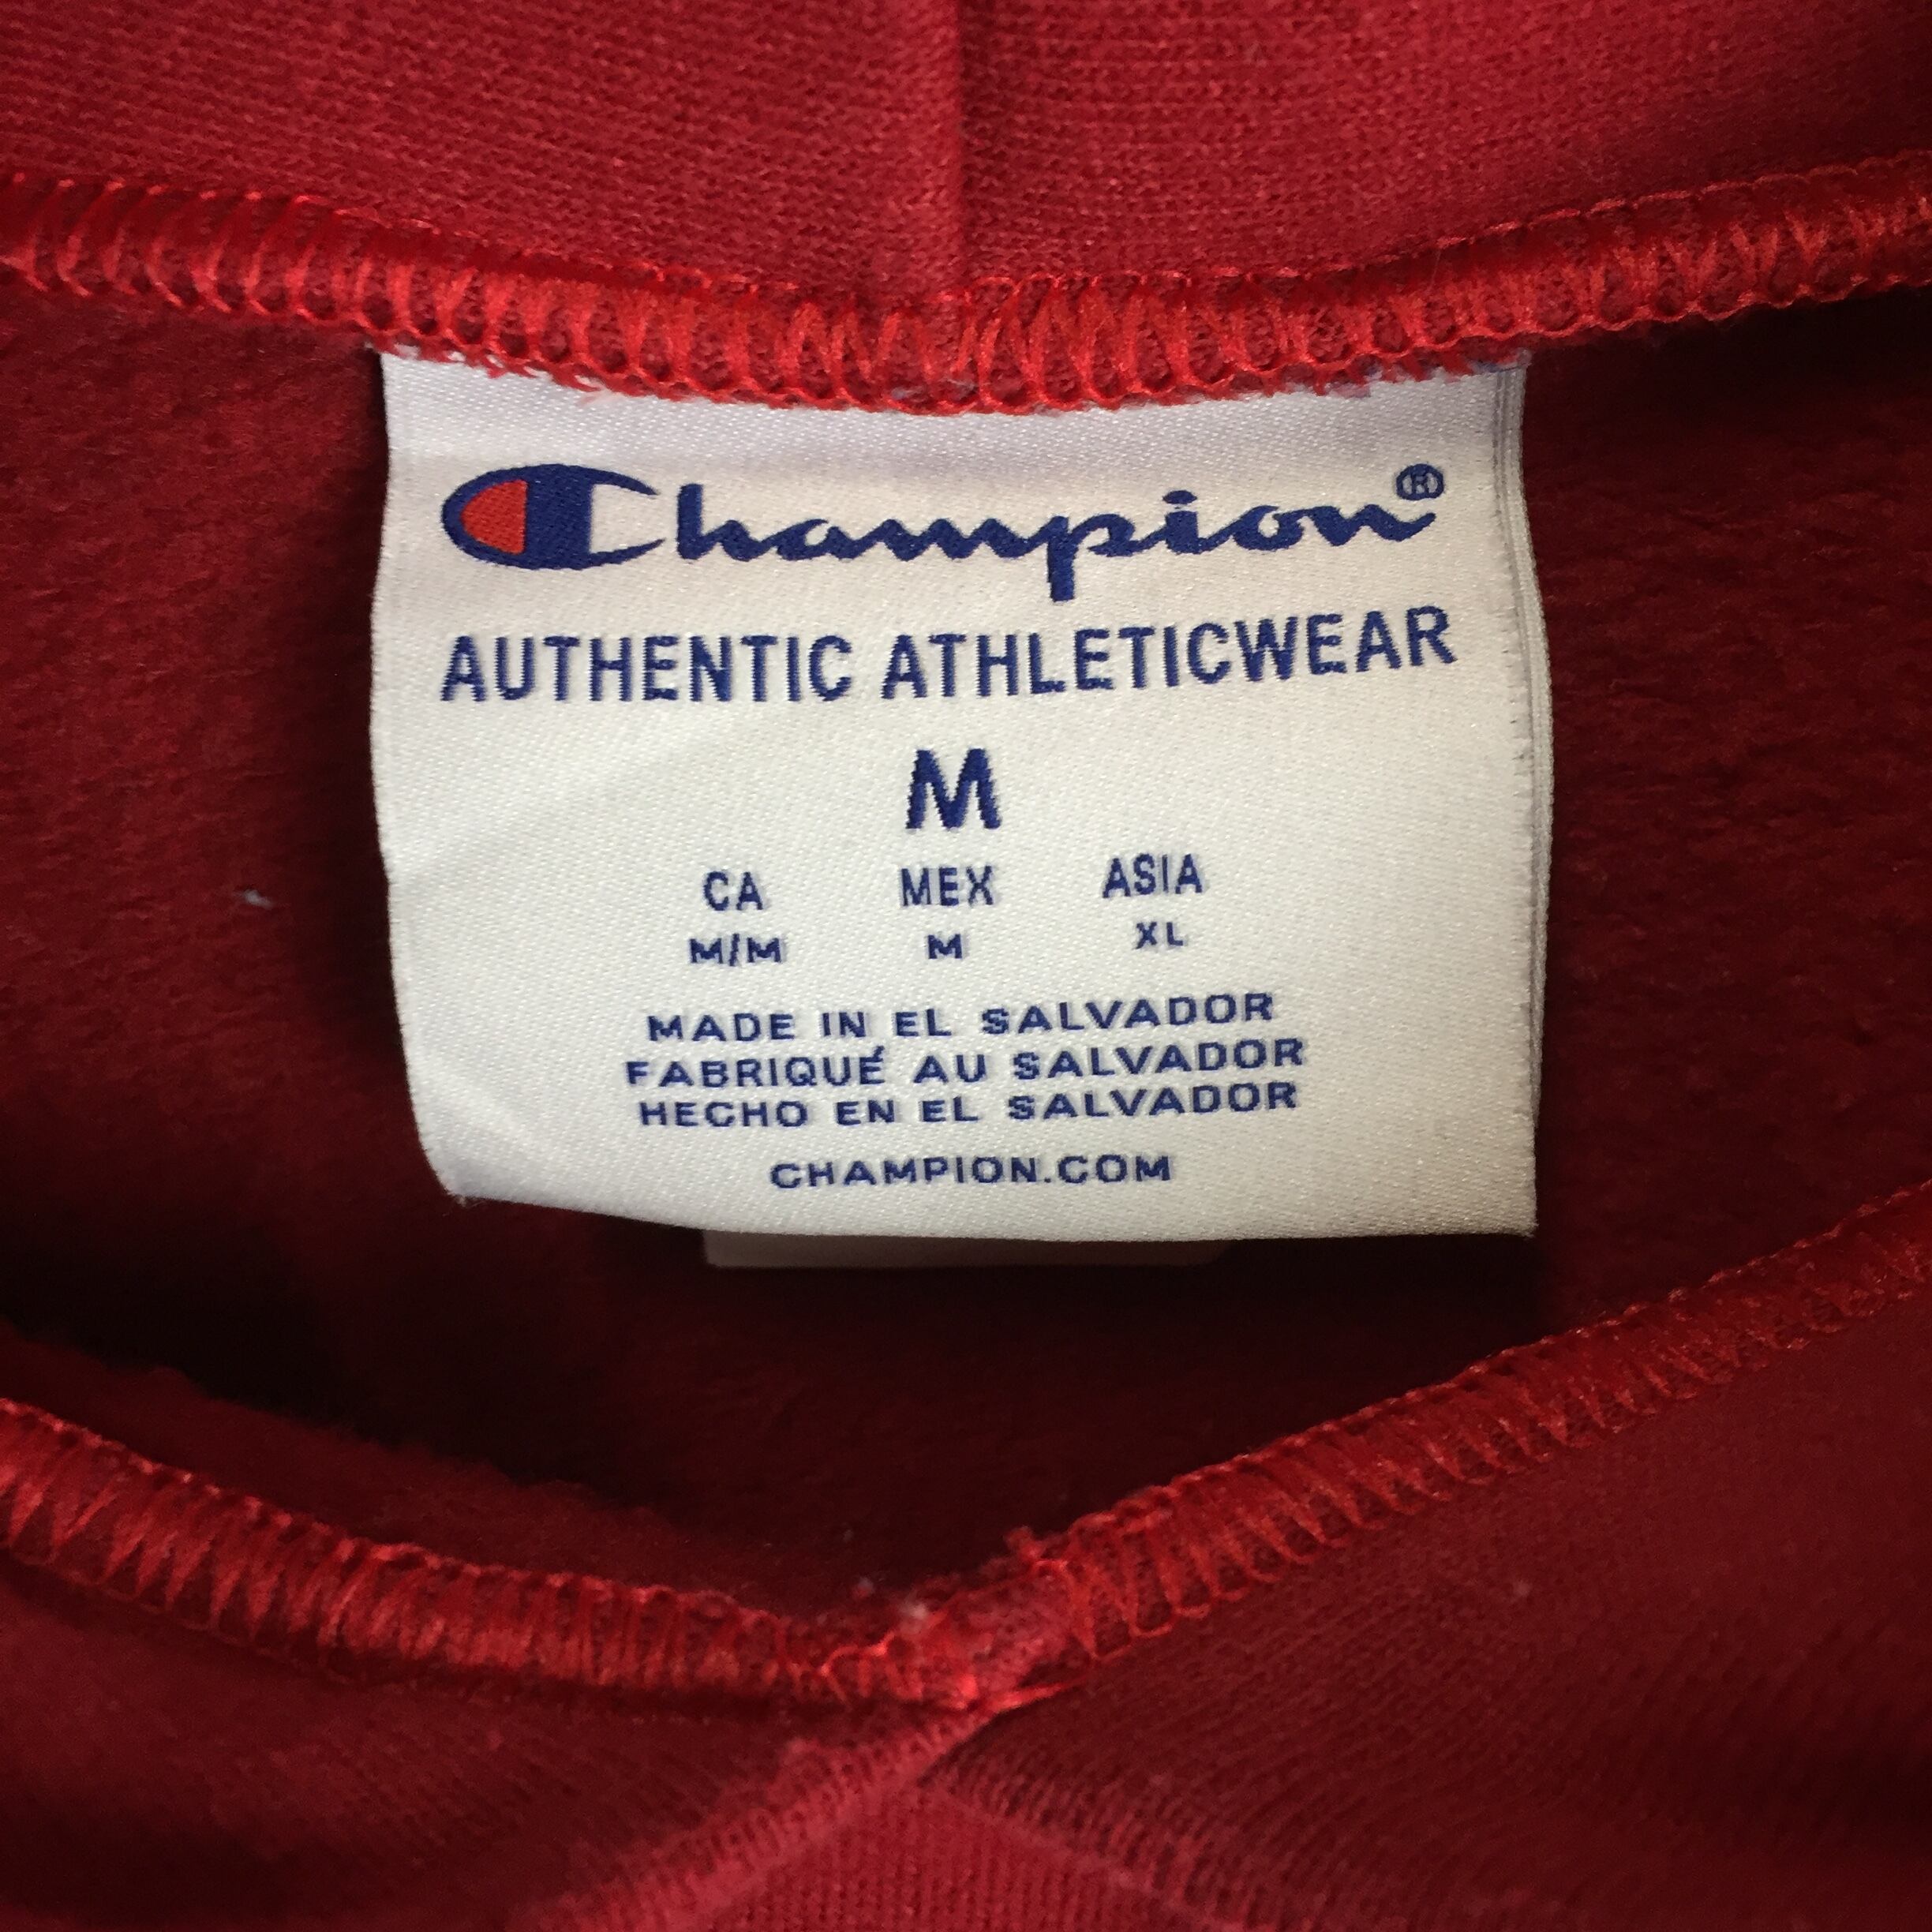 Champion®
AUTHENTIC ATHLETICWEAR
M
CA MEX ASIA
M/M M XL
MADE IN EL SALVADOR
FABRIQUÉ AU SALVADOR
HECHO EN EL SALVADOR
CHAMPION.COM